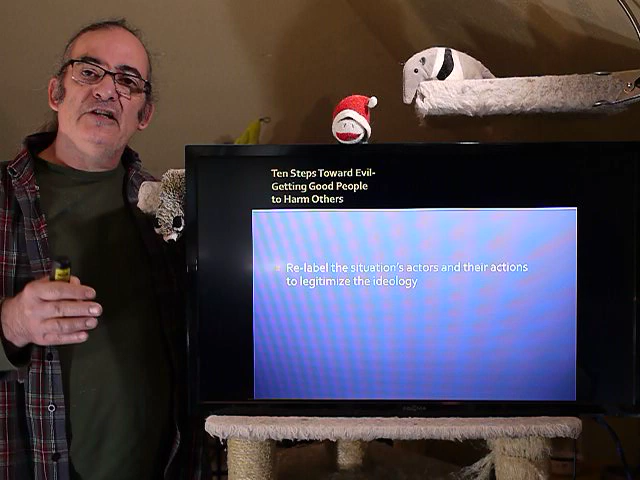 Ten Steps Toward Evil-
Getting Good People
to Harm Others
Re-label the situation's actors and their actions
to legitimize the ideology